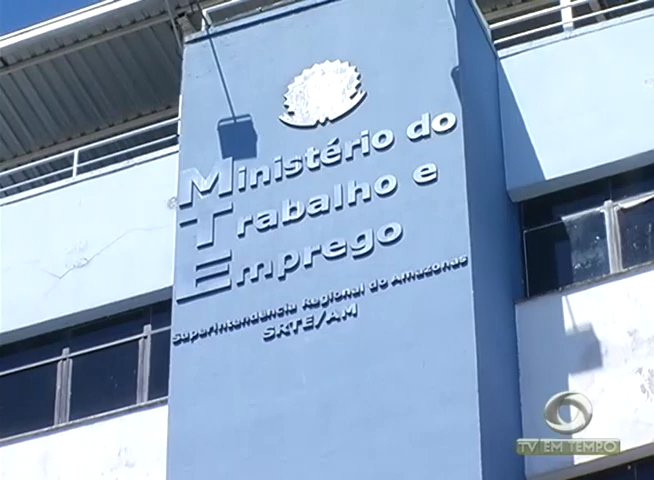 Ministério do
Trabalho e
Emprego
Superintendência Regional do Amazonas
SRTE/AM
TV EM TEMPO